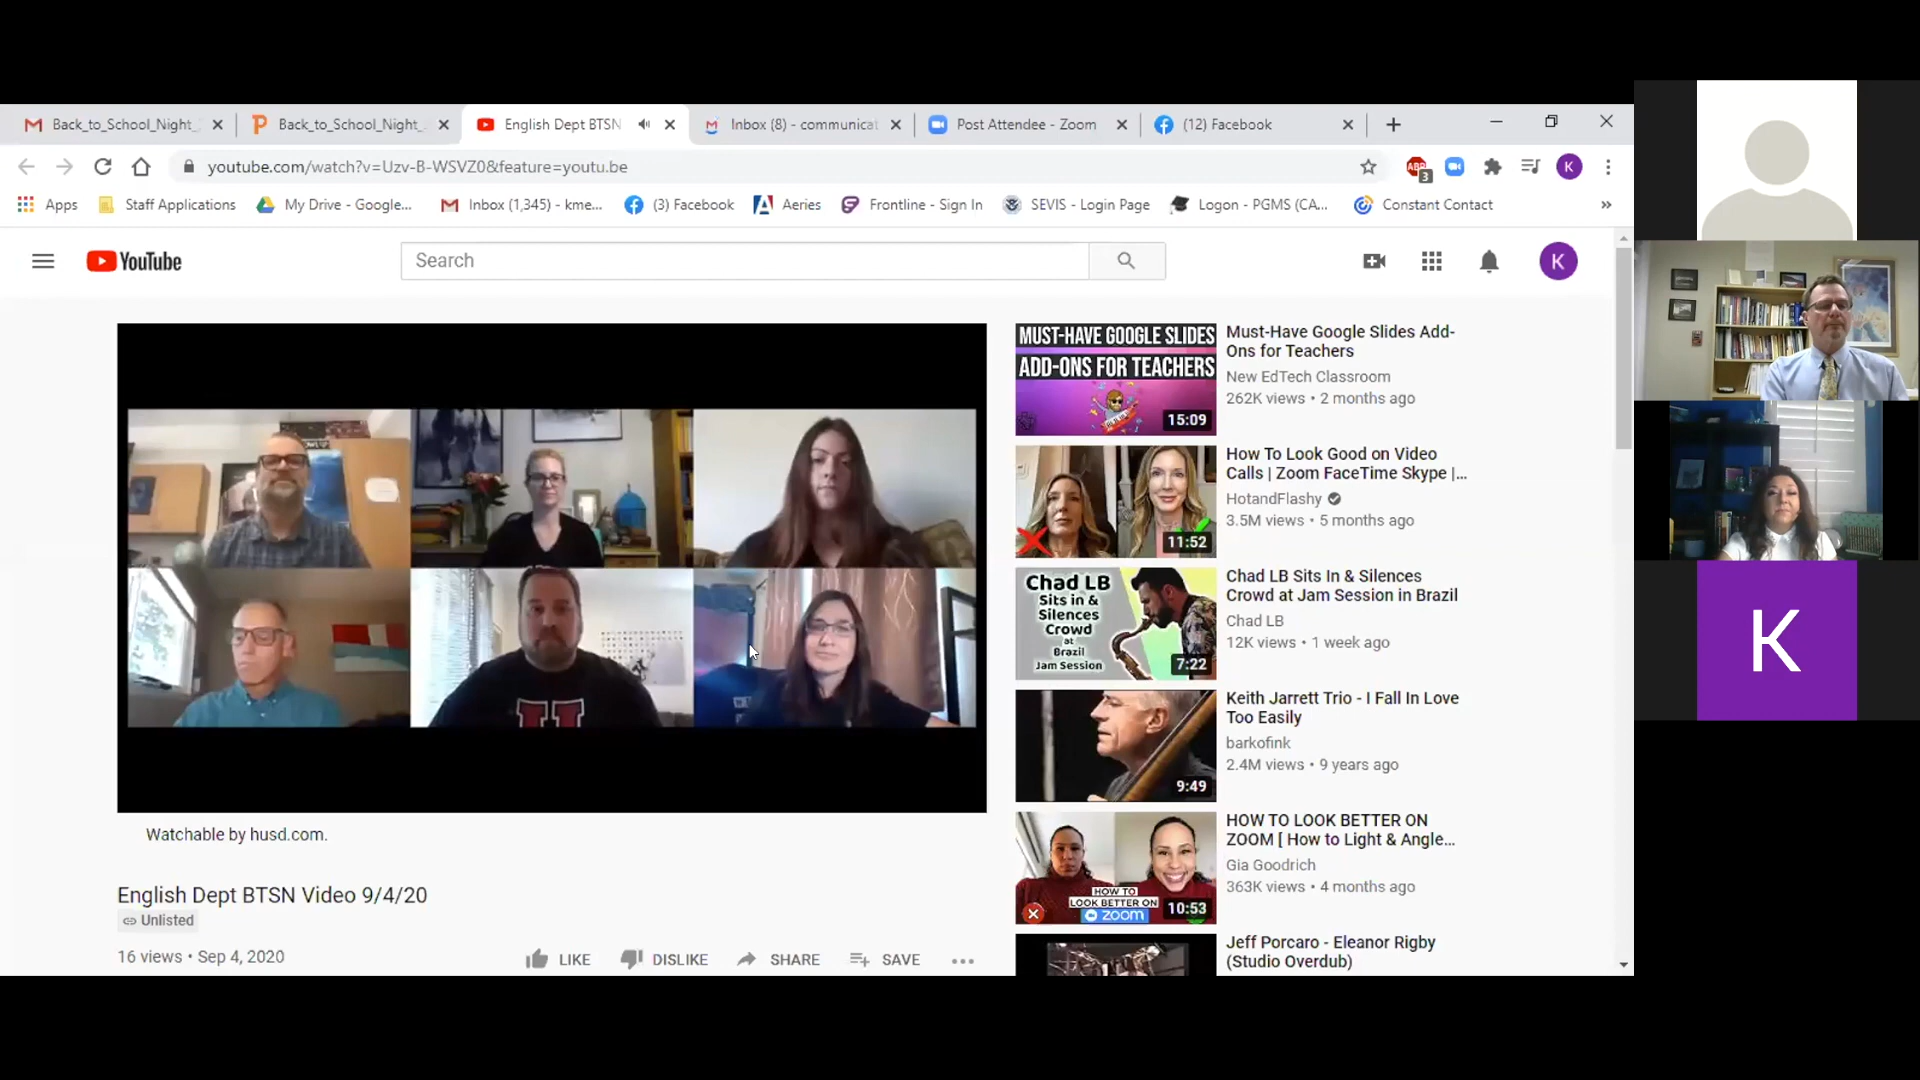 Back_to_School_Night_
Back_to_School_Night_
English Dept BTSN
Inbox (8) - communicat
Post Attendee - Zoom
(12) Facebook
youtube.com/watch?v=Uzv-B-WSVZ0&feature=youtu.be
ABP
3
K
Apps
Staff Applications
My Drive - Google...
Inbox (1,345) - kme...
(3) Facebook
Aeries
Frontline - Sign In
SEVIS - Login Page
Logon - PGMS (CA...
Constant Contact
»
YouTube
Search
K
MUST-HAVE GOOGLE SLIDES
ADD-ONS FOR TEACHERS
15:09
Must-Have Google Slides Add-
Ons for Teachers
New EdTech Classroom
262K views • 2 months ago
11:52
How To Look Good on Video
Calls | Zoom FaceTime Skype |...
HotandFlashy
3.5M views • 5 months ago
Chad LB
Sits in &
Silences
Crowd
at
Brazil
Jam Session
7:22
Chad LB Sits In & Silences
Crowd at Jam Session in Brazil
Chad LB
12K views • 1 week ago
9:49
Keith Jarrett Trio - I Fall In Love
Too Easily
barkofink
2.4M views • 9 years ago
HOW TO
LOOK BETTER ON
zoom
10:53
HOW TO LOOK BETTER ON
ZOOM [ How to Light & Angle...
Gia Goodrich
363K views • 4 months ago
Jeff Porcaro - Eleanor Rigby
(Studio Overdub)
Watchable by husd.com.
English Dept BTSN Video 9/4/20
Unlisted
16 views • Sep 4, 2020
LIKE
DISLIKE
SHARE
SAVE
K